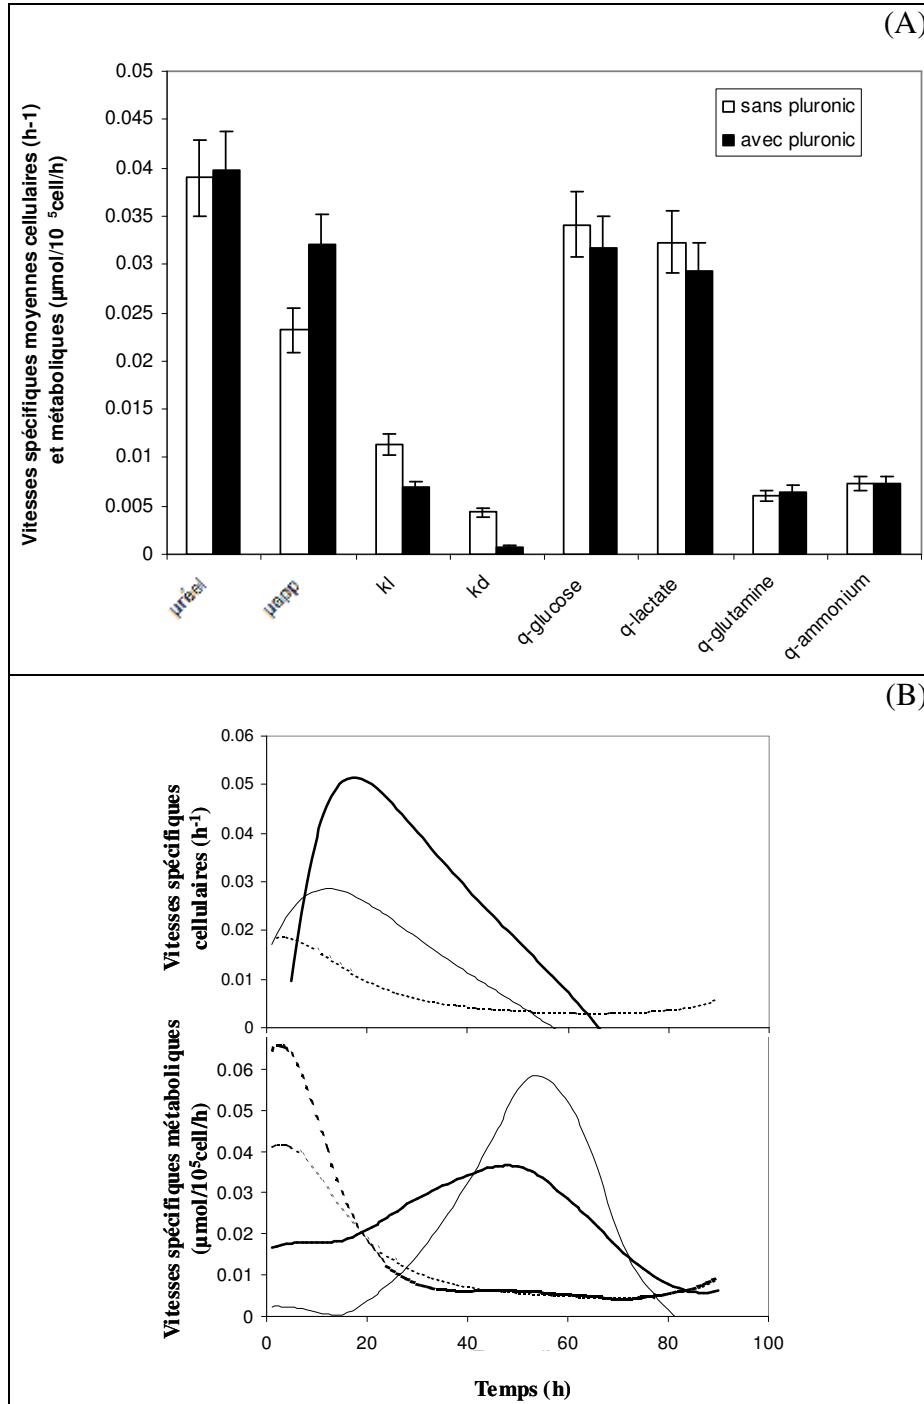 (A)
Vitesses spécifiques moyennes cellulaires (h-1)
et métaboliques (µmol/10 5cell/h)
0.05
0.045
0.04
0.035
0.03
0.025
0.02
0.015
0.01
0.005
0
sans pluronic
avec pluronic
µréel
µapp
kl
kd
q-glucose
q-lactate
q-glutamine
q-ammonium
(B)
Vitesses spécifiques
cellulaires (h-1)
0.06
0.05
0.04
0.03
0.02
0.01
0
Vitesses spécifiques métaboliques
(µmol/105cell/h)
0.06
0.05
0.04
0.03
0.02
0.01
0
0 20 40 60 80 100
Temps (h)